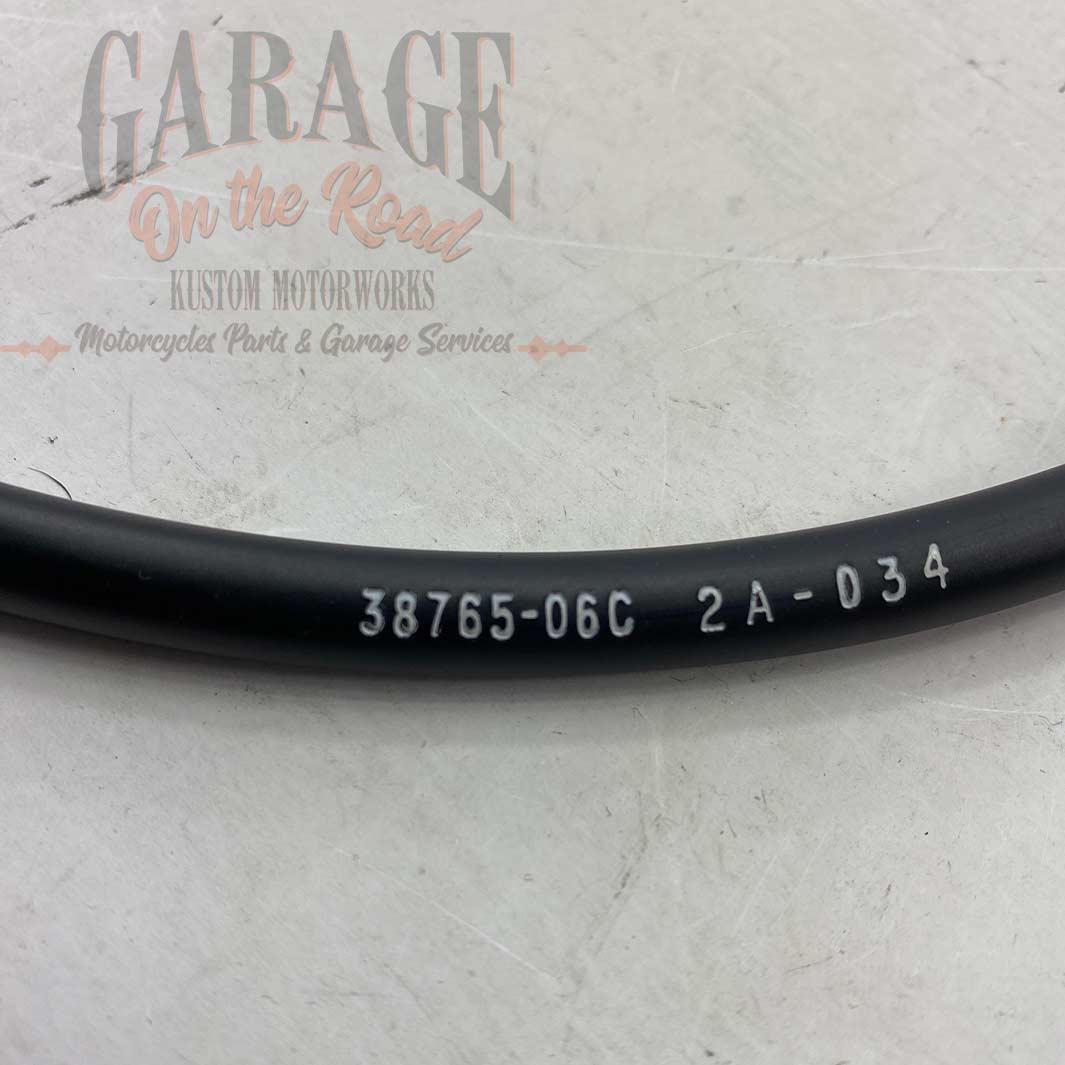 GARAGE
On the Road
KUSTOM MOTORWORKS
Motorcycles Parts & Garage Services
38765-06C 2A-034